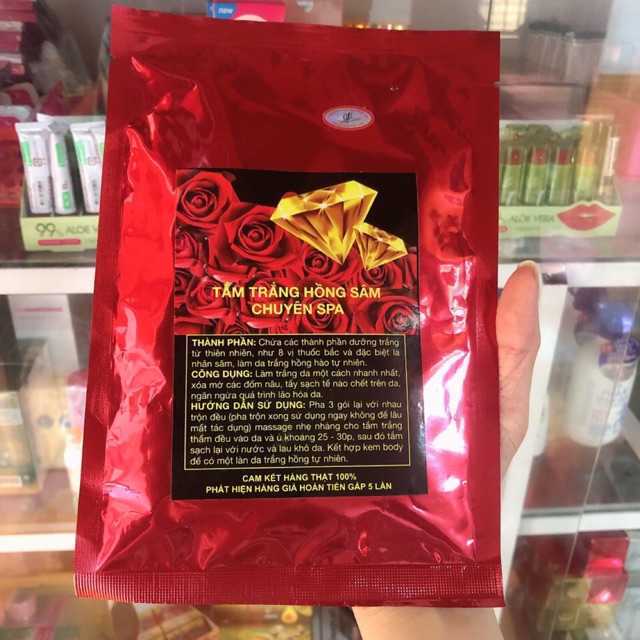 new
99%
ALOE VERA
ALOE VERA
TẮM TRẮNG HỒNG SÂM
CHUYÊN SPA
THÀNH PHẦN: Chứa các thành phần dưỡng trắng
từ thiên nhiên, như 8 vị thuốc bắc và đặc biệt là
nhân sâm, làm da trắng hồng hào tự nhiên.
CÔNG DỤNG: Làm trắng da một cách nhanh nhất,
xóa mờ các đốm nâu, tẩy sạch tế nào chết trên da,
ngăn ngừa quá trình lão hóa da.
HƯỚNG DẪN SỬ DỤNG: Pha 3 gói lại với nhau
trộn đều (pha trộn xong sử dụng ngay không để lâu
mất tác dụng) massage nhẹ nhàng cho tắm trắng
thấm đều vào da và ủ khoảng 25 - 30p, sau đó tắm
sạch lại với nước và lau khô da. Kết hợp kem body
để có một làn da trắng hồng tự nhiên.
CAM KẾT HÀNG THẬT 100%
PHÁT HIỆN HÀNG GIẢ HOÀN TIỀN GẤP 5 LẦN